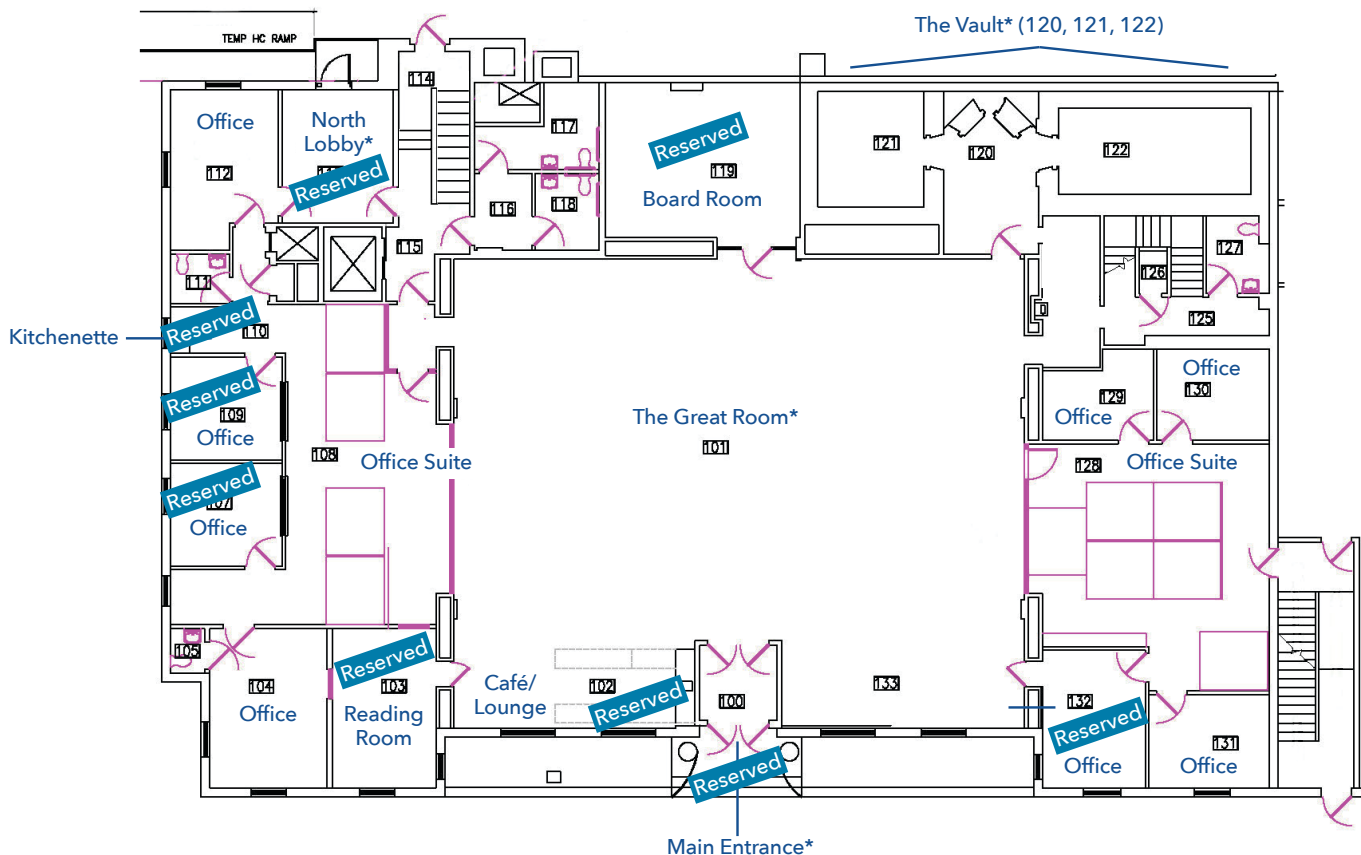 The Vault* (120, 121, 122)
TEMP HC RAMP
114
Office
North
Lobby*
Reserved
112
117
Reserved
119
Board Room
121
120
122
116
118
115
127
126
111
125
Kitchenette
Reserved
110
Reserved
109
Office
129
Office
Office
130
The Great Room*
101
108
Office Suite
128
Office Suite
Reserved
107
Office
105
104
Office
Reserved
103
Reading
Room
Café/
Lounge
102
Reserved
100
133
132
Reserved
Office
131
Office
Reserved
Main Entrance*